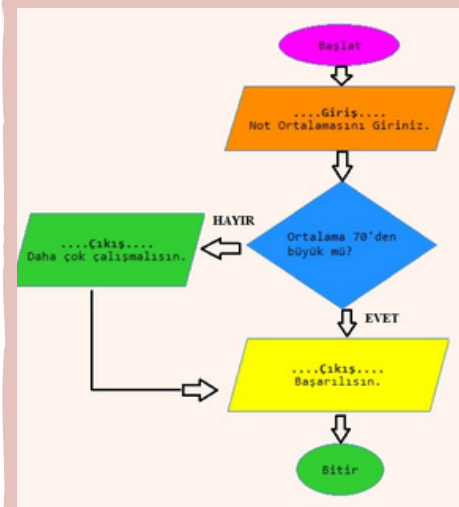 Başlat
....Giriş....
Not Ortalamasını Giriniz.
HAYIR
Ortalama 70'den
büyük mü?
....Çıkış....
Daha çok çalışmalısın.
EVET
....Çıkış....
Başarılısın.
Bitir